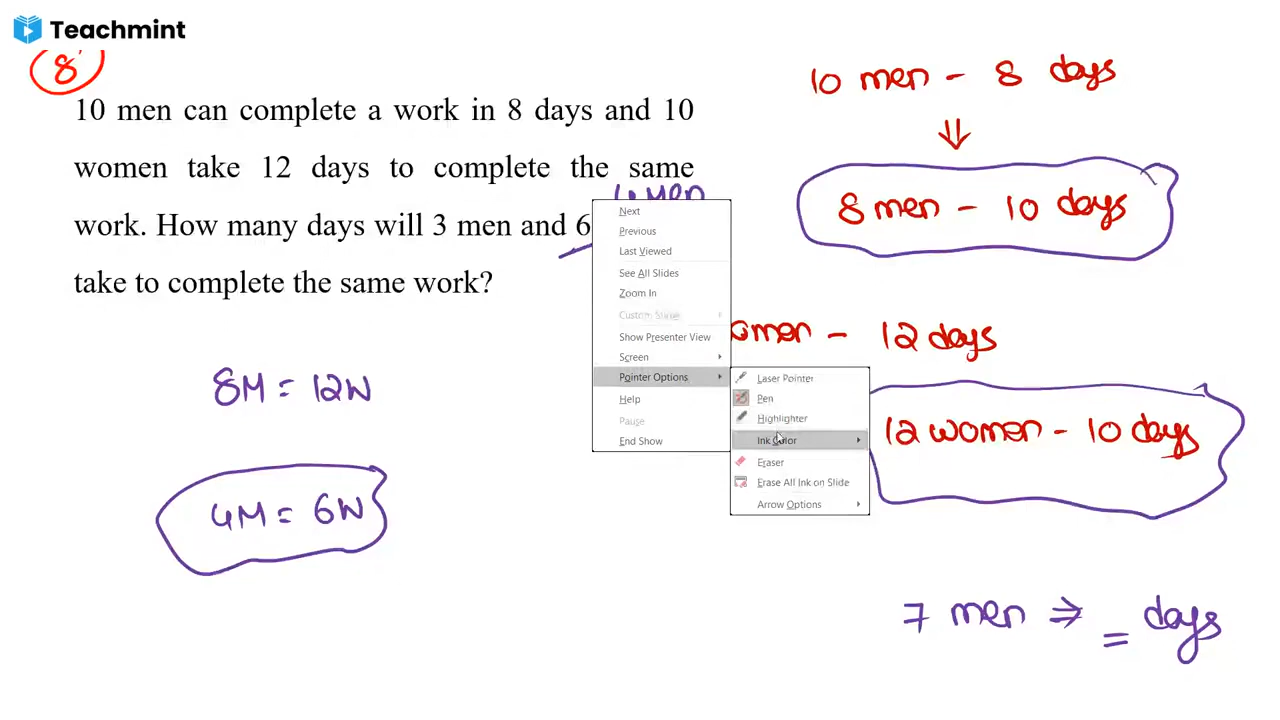 Teachmint
8
10 men can complete a work in 8 days and 10
women take 12 days to complete the same
4 men
work. How many days will 3 men and 6
take to complete the same work?
10 men - 8 days
8 men - 10 days
omen - 12 days
12 women - 10 days
8M = 12W
4M = 6W
7 men ⇒ = days
Next
Previous
Last Viewed
See All Slides
Zoom In
Custom Show
Show Presenter View
Screen
Pointer Options
Help
Pause
End Show
Laser Pointer
Pen
Highlighter
Ink Color
Eraser
Erase All Ink on Slide
Arrow Options